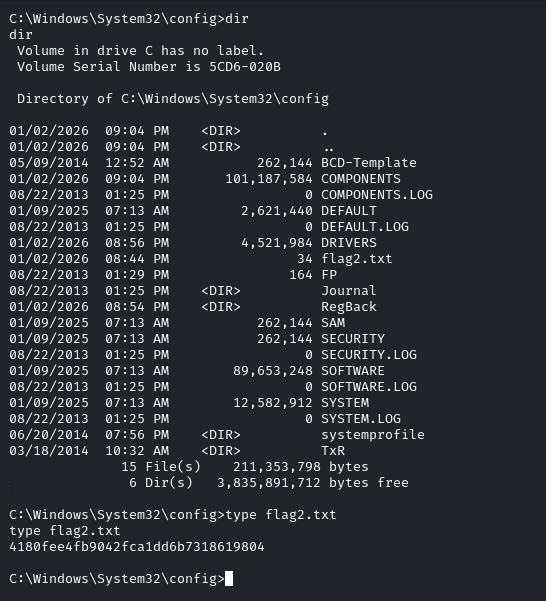 C:\Windows\System32\config>dir
dir
 Volume in drive C has no label.
 Volume Serial Number is 5CD6-020B

 Directory of C:\Windows\System32\config

01/02/2026  09:04 PM    <DIR>          .
01/02/2026  09:04 PM    <DIR>          ..
05/09/2014  12:52 AM           262,144 BCD-Template
01/02/2026  09:04 PM       101,187,584 COMPONENTS
08/22/2013  01:25 PM                 0 COMPONENTS.LOG
01/09/2025  07:13 AM         2,621,440 DEFAULT
08/22/2013  01:25 PM                 0 DEFAULT.LOG
01/02/2026  08:56 PM         4,521,984 DRIVERS
01/02/2026  08:44 PM                34 flag2.txt
08/22/2013  01:29 PM               164 FP
08/22/2013  01:25 PM    <DIR>          Journal
01/02/2026  08:54 PM    <DIR>          RegBack
01/09/2025  07:13 AM           262,144 SAM
01/09/2025  07:13 AM           262,144 SECURITY
08/22/2013  01:25 PM                 0 SECURITY.LOG
01/09/2025  07:13 AM        89,653,248 SOFTWARE
08/22/2013  01:25 PM                 0 SOFTWARE.LOG
01/09/2025  07:13 AM        12,582,912 SYSTEM
08/22/2013  01:25 PM                 0 SYSTEM.LOG
06/20/2014  07:56 PM    <DIR>          systemprofile
03/18/2014  10:32 AM    <DIR>          TxR
              15 File(s)    211,353,798 bytes
               6 Dir(s)  3,835,891,712 bytes free

C:\Windows\System32\config>type flag2.txt
type flag2.txt
4180fee4fb9042fca1dd6b7318619804

C:\Windows\System32\config>